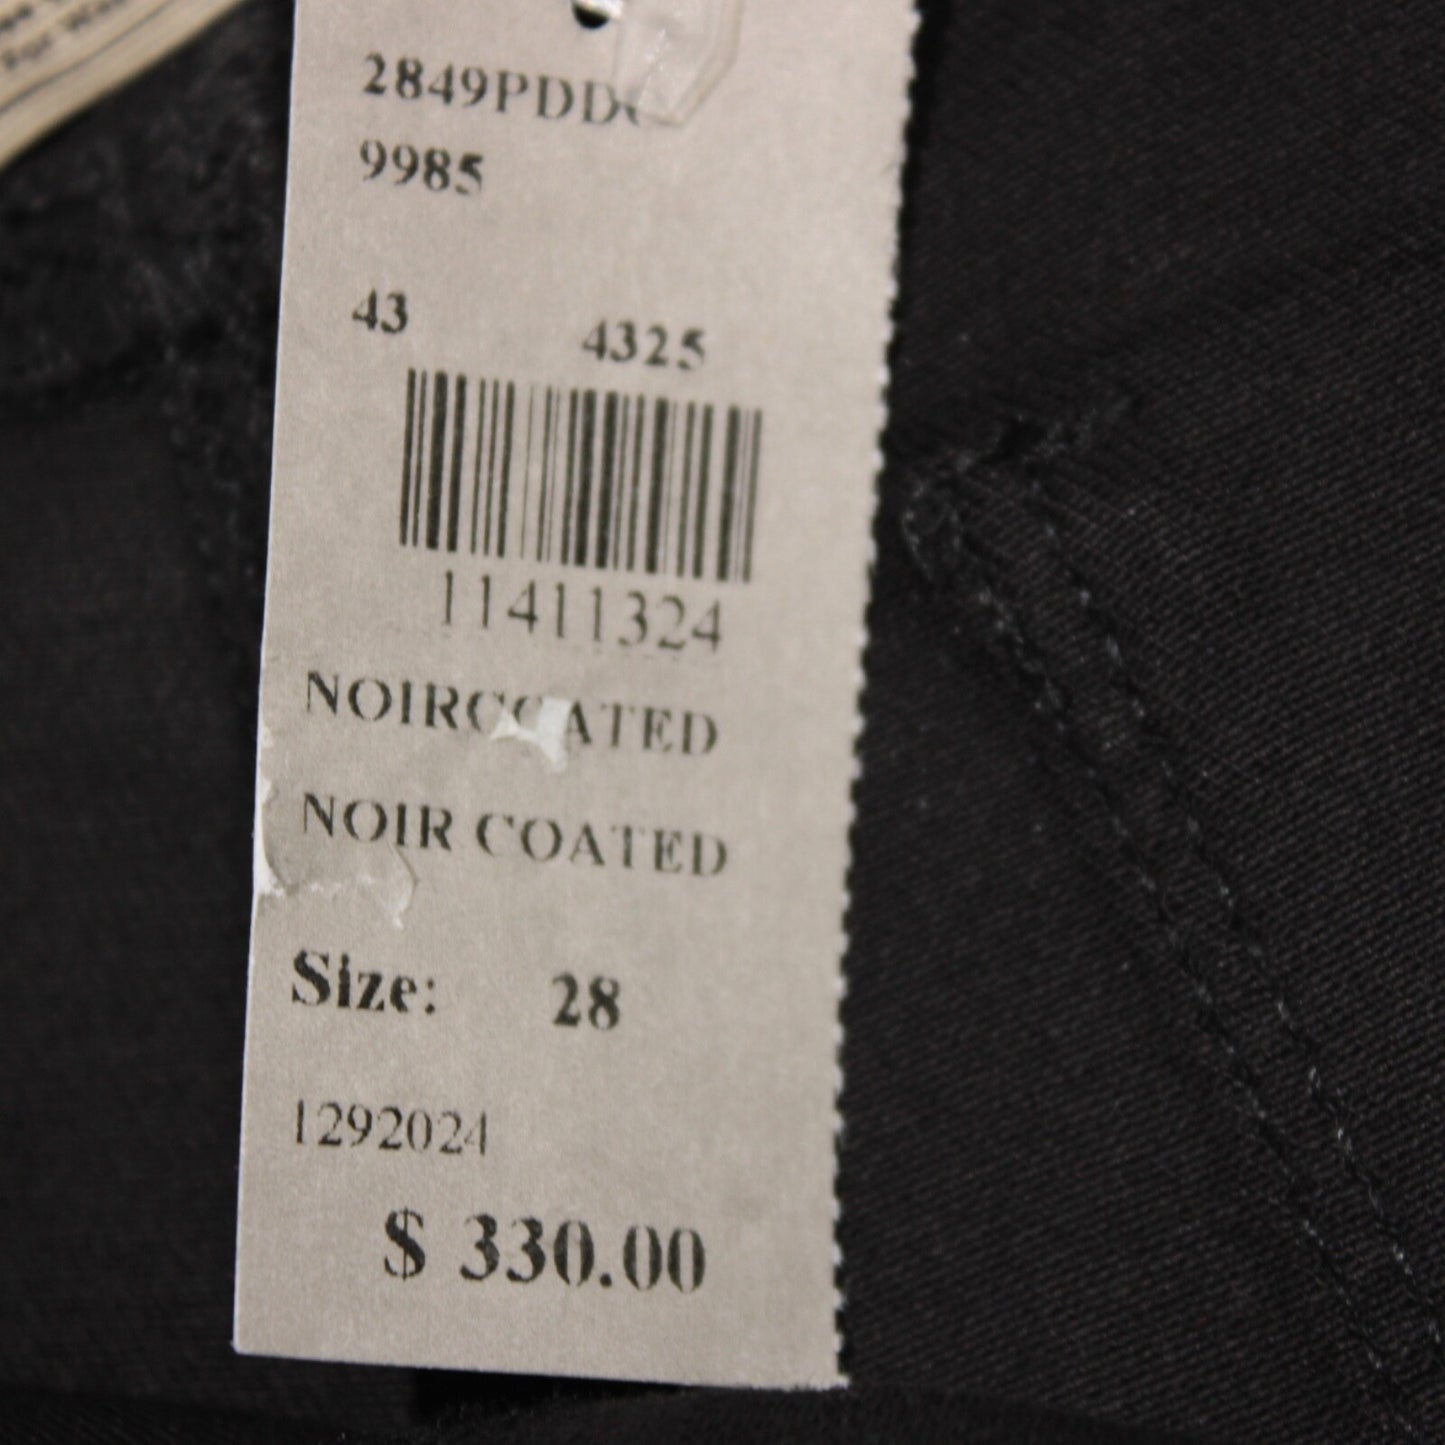 2849PDD
9985
43 4325
11411324
NOIRCOATED
NOIR COATED
Size: 28
1292024
$ 330.00